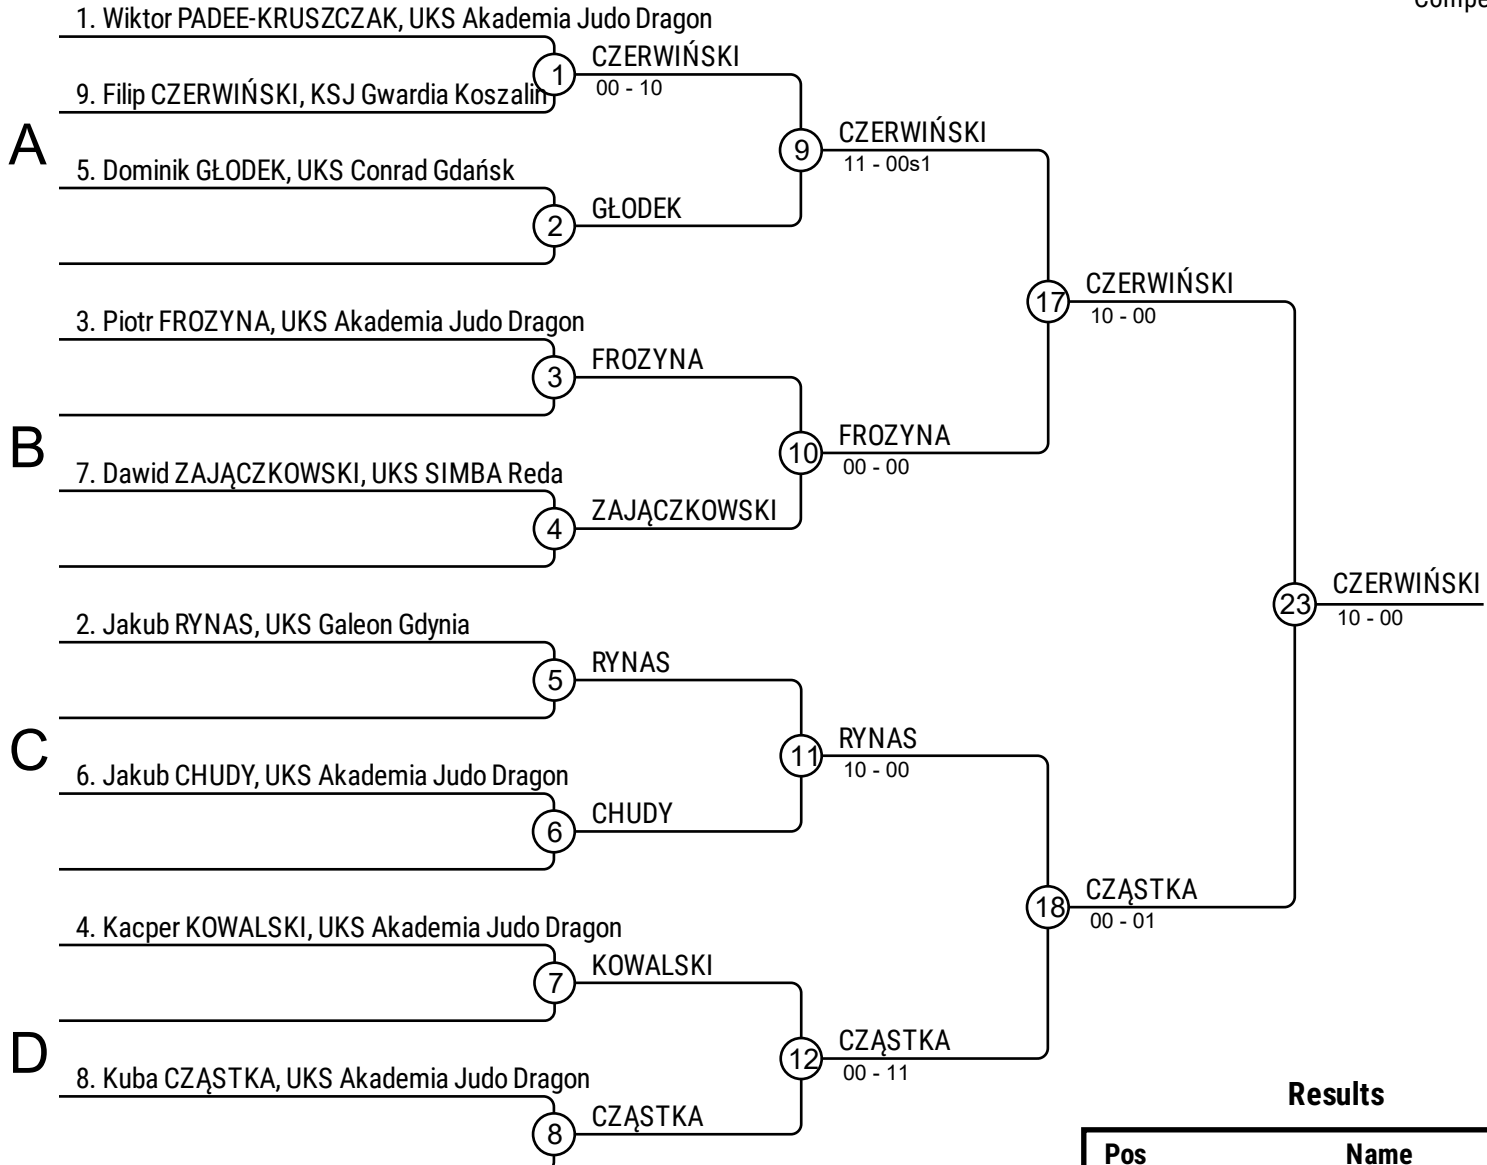 Compe
1. Wiktor PADEE-KRUSZCZAK, UKS Akademia Judo Dragon
1
CZERWIŃSKI
00 - 10
9. Filip CZERWIŃSKI, KSJ Gwardia Koszalin
A
9
CZERWIŃSKI
11 - 00s1
5. Dominik GŁODEK, UKS Conrad Gdańsk
2
GŁODEK
17
CZERWIŃSKI
10 - 00
3. Piotr FROZYNA, UKS Akademia Judo Dragon
3
FROZYNA
B
10
FROZYNA
00 - 00
7. Dawid ZAJĄCZKOWSKI, UKS SIMBA Reda
4
ZAJĄCZKOWSKI
23
CZERWIŃSKI
10 - 00
2. Jakub RYNAS, UKS Galeon Gdynia
5
RYNAS
C
11
RYNAS
10 - 00
6. Jakub CHUDY, UKS Akademia Judo Dragon
6
CHUDY
18
CZĄSTKA
00 - 01
4. Kacper KOWALSKI, UKS Akademia Judo Dragon
7
KOWALSKI
D
12
CZĄSTKA
00 - 11
8. Kuba CZĄSTKA, UKS Akademia Judo Dragon
8
CZĄSTKA
Results
Pos Name